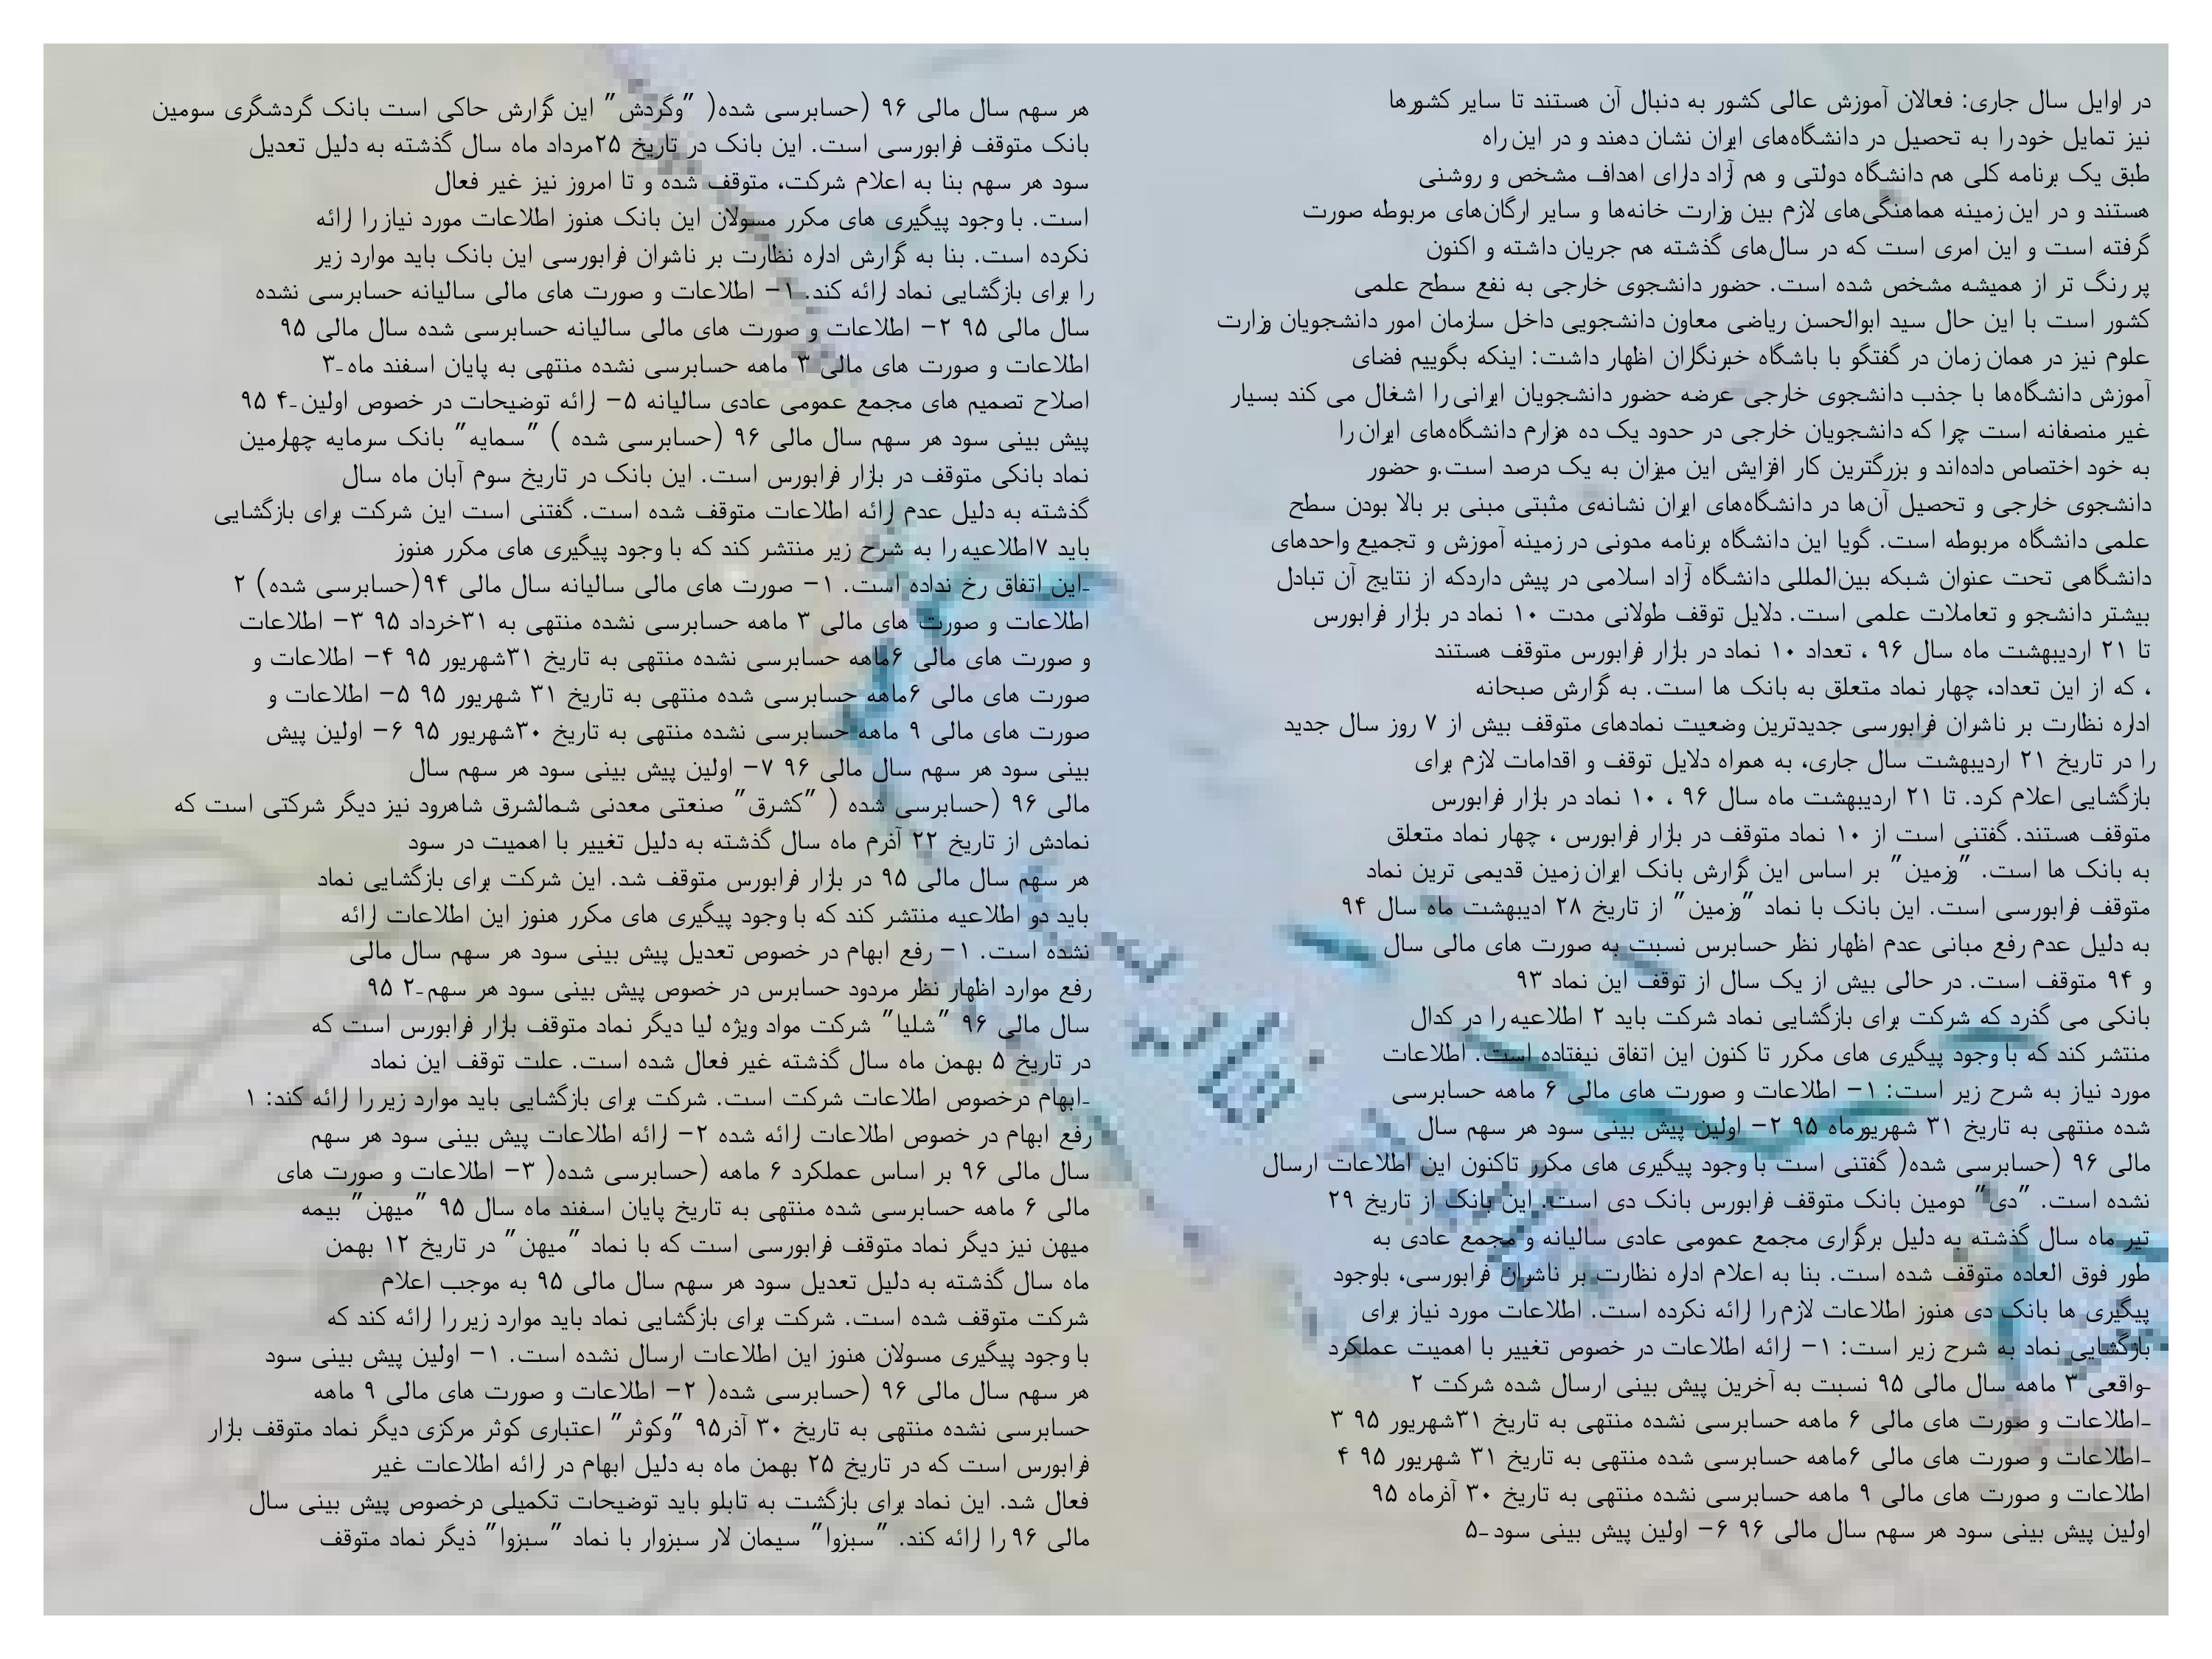 در اوایل سال جاری: فعالان آموزش عالی کشور به دنبال آن هستند تا سایر کشورها
نیز تمایل خود را به تحصیل در دانشگاه‌های ایران نشان دهند و در این راه
طبق یک برنامه کلی هم دانشگاه دولتی و هم آزاد دارای اهداف مشخص و روشنی
هستند و در این زمینه هماهنگی‌های لازم بین وزارت خانه‌ها و سایر ارگان‌های مربوطه صورت
گرفته است و این امری است که در سال‌های گذشته هم جریان داشته و اکنون
پر رنگ تر از همیشه مشخص شده است. حضور دانشجوی خارجی به نفع سطح علمی
کشور است با این حال سید ابوالحسن ریاضی معاون دانشجویی داخل سازمان امور دانشجویان وزارت
علوم نیز در همان زمان در گفتگو با باشگاه خبرنگاران اظهار داشت: اینکه بگوییم فضای
آموزش دانشگاه‌ها با جذب دانشجوی خارجی عرضه حضور دانشجویان ایرانی را اشغال می کند بسیار
غیر منصفانه است چرا که دانشجویان خارجی در حدود یک ده هزارم دانشگاه‌های ایران را
به خود اختصاص داده‌اند و بزرگترین کار افزایش این میزان به یک درصد است.و حضور
دانشجوی خارجی و تحصیل آن‌ها در دانشگاه‌های ایران نشانه‌ی مثبتی مبنی بر بالا بودن سطح
علمی دانشگاه مربوطه است. گویا این دانشگاه برنامه مدونی در زمینه آموزش و تجمیع واحدهای
دانشگاهی تحت عنوان شبکه بین‌المللی دانشگاه آزاد اسلامی در پیش داردکه از نتایج آن تبادل
بیشتر دانشجو و تعاملات علمی است. دلایل توقف طولانی مدت ۱۰ نماد در بازار فرابورس
تا ۲۱ اردیبهشت ماه سال ۹۶ ، تعداد ۱۰ نماد در بازار فرابورس متوقف هستند
، که از این تعداد، چهار نماد متعلق به بانک ها است. به گزارش صبحانه
اداره نظارت بر ناشران فرابورسی جدیدترین وضعیت نمادهای متوقف بیش از ۷ روز سال جدید
را در تاریخ ۲۱ اردیبهشت سال جاری، به همراه دلایل توقف و اقدامات لازم برای
بازگشایی اعلام کرد. تا ۲۱ اردیبهشت ماه سال ۹۶ ، ۱۰ نماد در بازار فرابورس
متوقف هستند. گفتنی است از ۱۰ نماد متوقف در بازار فرابورس ، چهار نماد متعلق
به بانک ها است. "وزمین" بر اساس این گزارش بانک ایران زمین قدیمی ترین نماد
متوقف فرابورسی است. این بانک با نماد "وزمین" از تاریخ ۲۸ ادیبهشت ماه سال ۹۴
به دلیل عدم رفع مبانی عدم اظهار نظر حسابرس نسبت به صورت های مالی سال
و ۹۴ متوقف است. در حالی بیش از یک سال از توقف این نماد ۹۳
بانکی می گذرد که شرکت برای بازگشایی نماد شرکت باید ۲ اطلاعیه را در کدال
منتشر کند که با وجود پیگیری های مکرر تا کنون این اتفاق نیفتاده است. اطلاعات
مورد نیاز به شرح زیر است: ۱- اطلاعات و صورت های مالی ۶ ماهه حسابرسی
شده منتهی به تاریخ ۳۱ شهریورماه ۹۵ ۲- اولین پیش بینی سود هر سهم سال
مالی ۹۶ (حسابرسی شده( گفتنی است با وجود پیگیری های مکرر تاکنون این اطلاعات ارسال
نشده است. "دی" دومین بانک متوقف فرابورس بانک دی است. این بانک از تاریخ ۲۹
تیر ماه سال گذشته به دلیل برگزاری مجمع عمومی عادی سالیانه و مجمع عادی به
طور فوق العاده متوقف شده است. بنا به اعلام اداره نظارت بر ناشران فرابورسی، باوجود
پیگیری ها بانک دی هنوز اطلاعات لازم را ارائه نکرده است. اطلاعات مورد نیاز برای
بازگشایی نماد به شرح زیر است: ۱- ارائه اطلاعات در خصوص تغییر با اهمیت عملکرد
-واقعی ۳ ماهه سال مالی ۹۵ نسبت به آخرین پیش بینی ارسال شده شرکت ۲
-اطلاعات و صورت های مالی ۶ ماهه حسابرسی نشده منتهی به تاریخ ۳۱شهریور ۹۵ ۳
-اطلاعات و صورت های مالی ۶ماهه حسابرسی شده منتهی به تاریخ ۳۱ شهریور ۹۵ ۴
اطلاعات و صورت های مالی ۹ ماهه حسابرسی نشده منتهی به تاریخ ۳۰ آذرماه ۹۵
اولین پیش بینی سود هر سهم سال مالی ۹۶ ۶- اولین پیش بینی سود -۵
هر سهم سال مالی ۹۶ (حسابرسی شده( "وگردش" این گزارش حاکی است بانک گردشگری سومین
بانک متوقف فرابورسی است. این بانک در تاریخ ۲۵مرداد ماه سال گذشته به دلیل تعدیل
سود هر سهم بنا به اعلام شرکت، متوقف شده و تا امروز نیز غیر فعال
است. با وجود پیگیری های مکرر مسولان این بانک هنوز اطلاعات مورد نیاز را ارائه
نکرده است. بنا به گزارش اداره نظارت بر ناشران فرابورسی این بانک باید موارد زیر
را برای بازگشایی نماد ارائه کند. ۱- اطلاعات و صورت های مالی سالیانه حسابرسی نشده
سال مالی ۹۵ ۲- اطلاعات و صورت های مالی سالیانه حسابرسی شده سال مالی ۹۵
اطلاعات و صورت های مالی ۳ ماهه حسابرسی نشده منتهی به پایان اسفند ماه -۳
اصلاح تصمیم های مجمع عمومی عادی سالیانه ۵- ارائه توضیحات در خصوص اولین -۴ ۹۵
پیش بینی سود هر سهم سال مالی ۹۶ (حسابرسی شده ) "سمایه" بانک سرمایه چهارمین
نماد بانکی متوقف در بازار فرابورس است. این بانک در تاریخ سوم آبان ماه سال
گذشته به دلیل عدم ارائه اطلاعات متوقف شده است. گفتنی است این شرکت برای بازگشایی
باید ۷اطلاعیه را به شرح زیر منتشر کند که با وجود پیگیری های مکرر هنوز
-این اتفاق رخ نداده است. ۱- صورت های مالی سالیانه سال مالی ۹۴(حسابرسی شده) ۲
اطلاعات و صورت های مالی ۳ ماهه حسابرسی نشده منتهی به ۳۱خرداد ۹۵ ۳- اطلاعات
و صورت های مالی ۶ماهه حسابرسی نشده منتهی به تاریخ ۳۱شهریور ۹۵ ۴- اطلاعات و
صورت های مالی ۶ماهه حسابرسی شده منتهی به تاریخ ۳۱ شهریور ۹۵ ۵- اطلاعات و
صورت های مالی ۹ ماهه حسابرسی نشده منتهی به تاریخ ۳۰شهریور ۹۵ ۶- اولین پیش
بینی سود هر سهم سال مالی ۹۶ ۷- اولین پیش بینی سود هر سهم سال
مالی ۹۶ (حسابرسی شده ( "کشرق" صنعتی معدنی شمالشرق شاهرود نیز دیگر شرکتی است که
نمادش از تاریخ ۲۲ آذرم ماه سال گذشته به دلیل تغییر با اهمیت در سود
هر سهم سال مالی ۹۵ در بازار فرابورس متوقف شد. این شرکت برای بازگشایی نماد
باید دو اطلاعیه منتشر کند که با وجود پیگیری های مکرر هنوز این اطلاعات ارائه
نشده است. ۱- رفع ابهام در خصوص تعدیل پیش بینی سود هر سهم سال مالی
رفع موارد اظهار نظر مردود حسابرس در خصوص پیش بینی سود هر سهم -۲ ۹۵
سال مالی ۹۶ "شلیا" شرکت مواد ویژه لیا دیگر نماد متوقف بازار فرابورس است که
در تاریخ ۵ بهمن ماه سال گذشته غیر فعال شده است. علت توقف این نماد
-ابهام درخصوص اطلاعات شرکت است. شرکت برای بازگشایی باید موارد زیر را ارائه کند: ۱
رفع ابهام در خصوص اطلاعات ارائه شده ۲- ارائه اطلاعات پیش بینی سود هر سهم
سال مالی ۹۶ بر اساس عملکرد ۶ ماهه (حسابرسی شده( ۳- اطلاعات و صورت های
مالی ۶ ماهه حسابرسی شده منتهی به تاریخ پایان اسفند ماه سال ۹۵ "میهن" بیمه
میهن نیز دیگر نماد متوقف فرابورسی است که با نماد "میهن" در تاریخ ۱۲ بهمن
ماه سال گذشته به دلیل تعدیل سود هر سهم سال مالی ۹۵ به موجب اعلام
شرکت متوقف شده است. شرکت برای بازگشایی نماد باید موارد زیر را ارائه کند که
با وجود پیگیری مسولان هنوز این اطلاعات ارسال نشده است. ۱- اولین پیش بینی سود
هر سهم سال مالی ۹۶ (حسابرسی شده( ۲- اطلاعات و صورت های مالی ۹ ماهه
حسابرسی نشده منتهی به تاریخ ۳۰ آذر۹۵ "وکوثر" اعتباری کوثر مرکزی دیگر نماد متوقف بازار
فرابورس است که در تاریخ ۲۵ بهمن ماه به دلیل ابهام در ارائه اطلاعات غیر
فعال شد. این نماد برای بازگشت به تابلو باید توضیحات تکمیلی درخصوص پیش بینی سال
مالی ۹۶ را ارائه کند. "سبزوا" سیمان لار سبزوار با نماد "سبزوا" ذیگر نماد متوقف